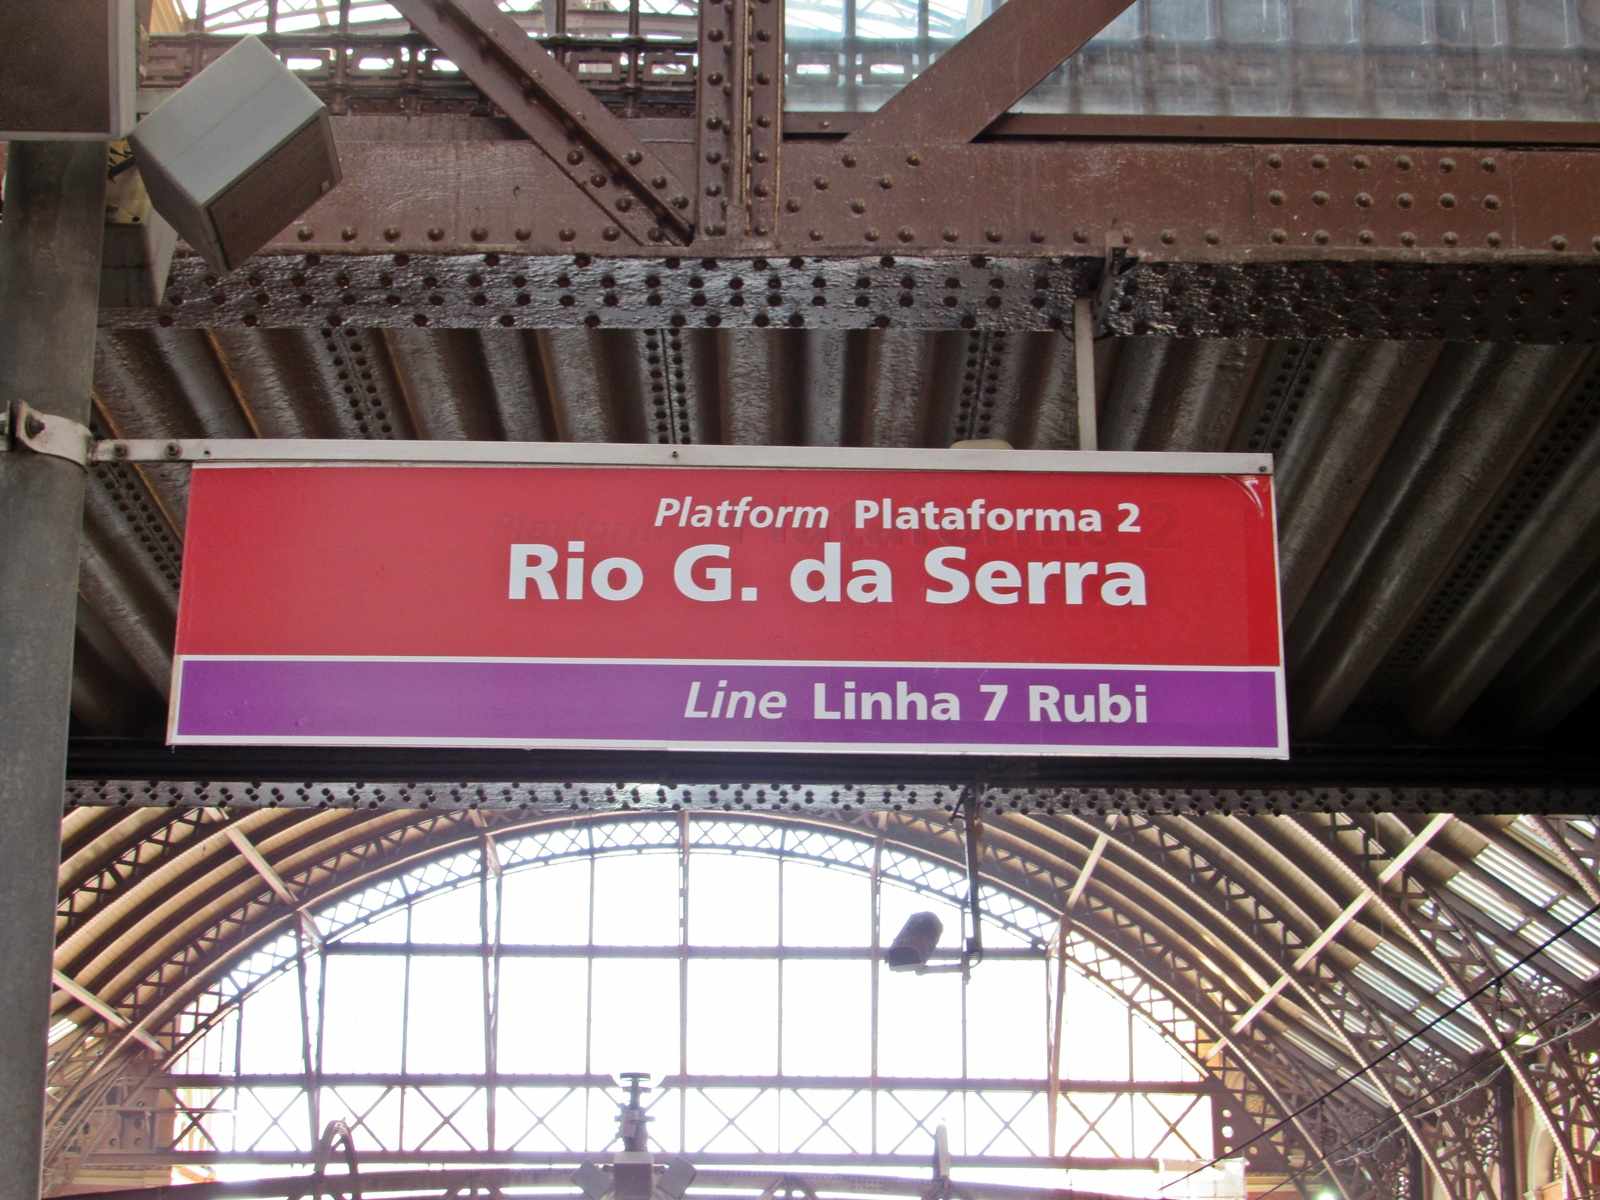 Platform Plataforma 2
Rio G. da Serra
Line Linha 7 Rubi